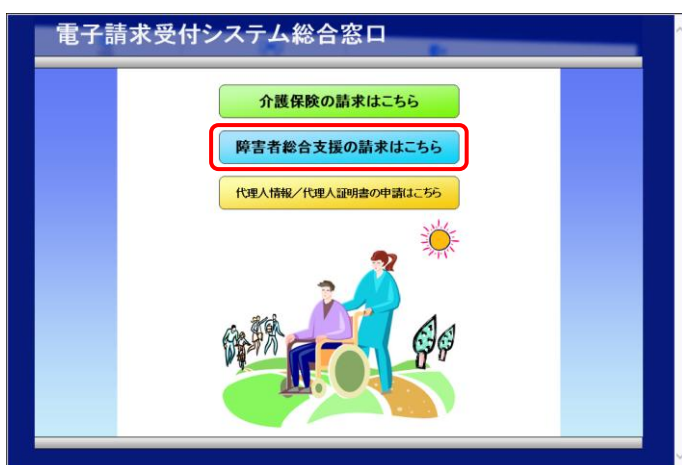 電子請求受付システム総合窓口
介護保険の請求はこちら
障害者総合支援の請求はこちら
代理人情報／代理人証明書の申請はこちら